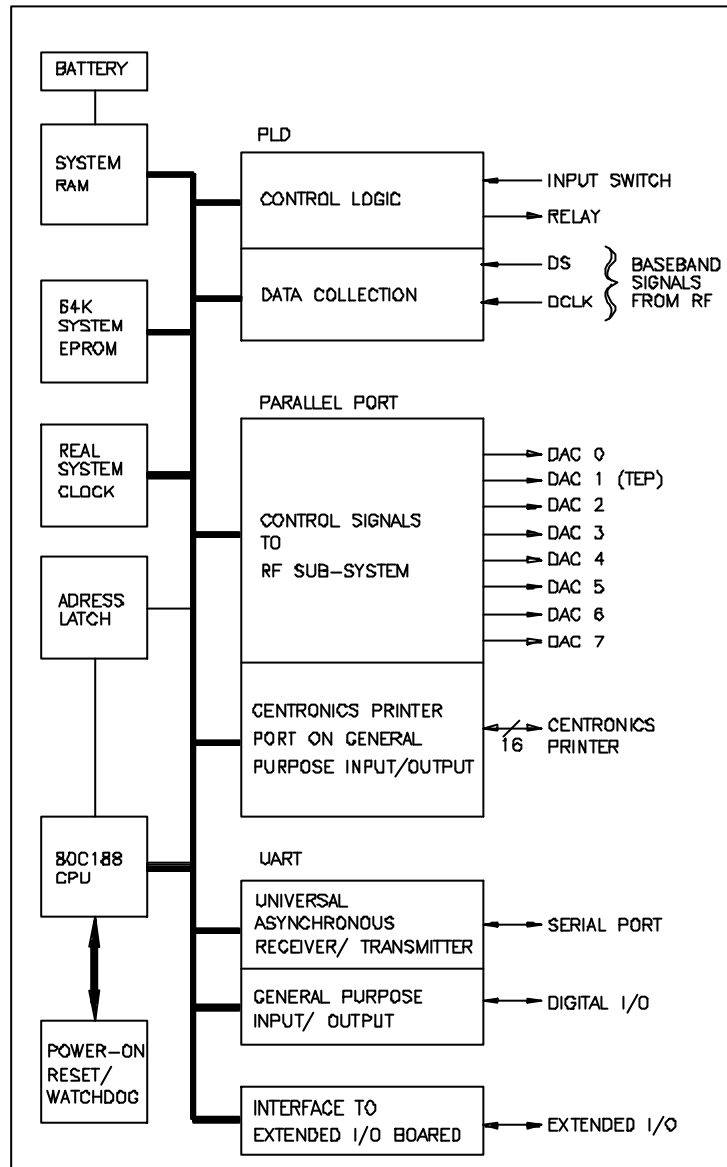 BATTERY
SYSTEM
RAM
64K
SYSTEM
EPROM
REAL
SYSTEM
CLOCK
ADRESS
LATCH
80C188
CPU
POWER-ON
RESET/
WATCHDOG
PLD
CONTROL LOGIC
DATA COLLECTION
INPUT SWITCH
RELAY
DS
DCLK
BASEBAND
SIGNALS
FROM RF
PARALLEL PORT
CONTROL SIGNALS
TO
RF SUB-SYSTEM
DAC 0
DAC 1 (TEP)
DAC 2
DAC 3
DAC 4
DAC 5
DAC 6
DAC 7
CENTRONICS PRINTER
PORT ON GENERAL
PURPOSE INPUT/OUTPUT
16
CENTRONICS
PRINTER
UART
UNIVERSAL
ASYNCHRONOUS
RECEIVER/ TRANSMITTER
SERIAL PORT
GENERAL PURPOSE
INPUT/ OUTPUT
DIGITAL I/O
INTERFACE TO
EXTENDED I/O BOARED
EXTENDED I/O